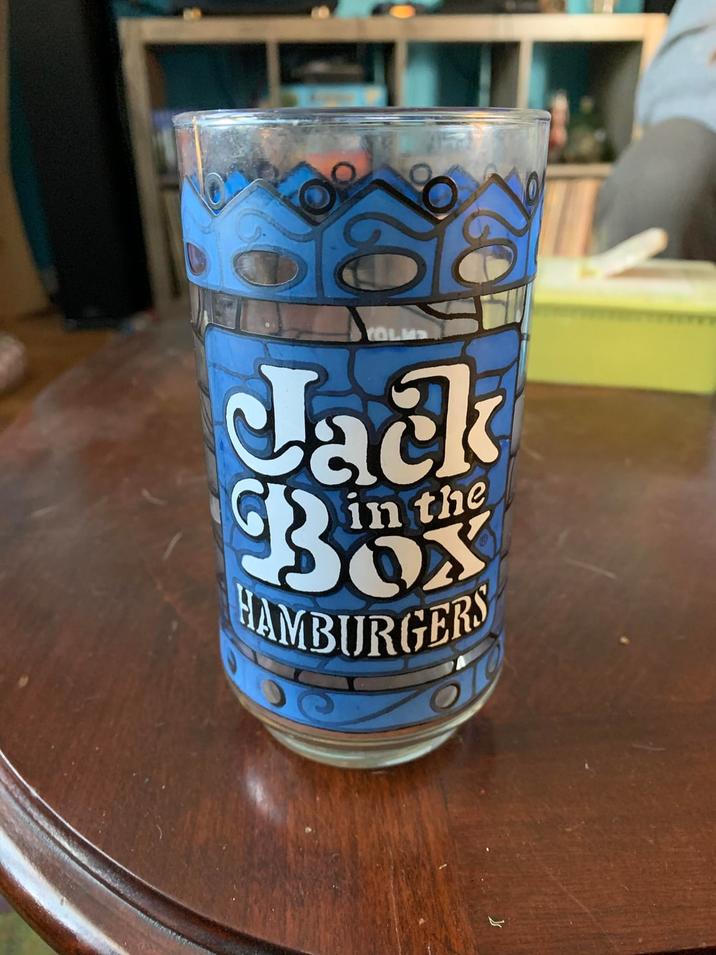 Jack
in the
Box®
HAMBURGERS